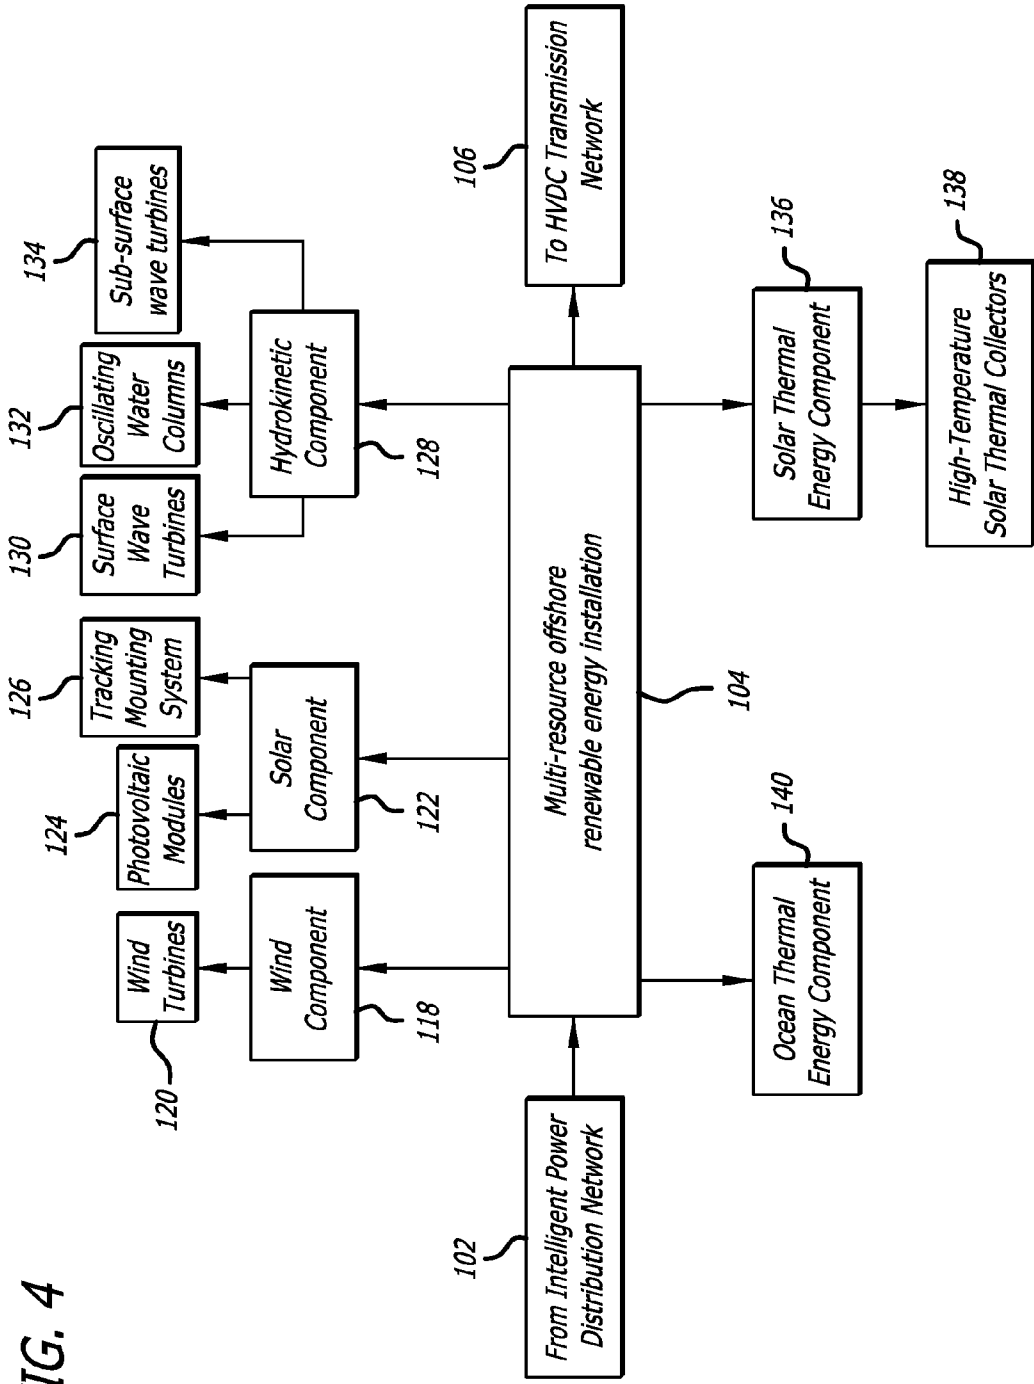 FIG. 4
120
Wind
Turbines
124
Photovoltaic
Modules
126
Tracking
Mounting
System
130
Surface
Wave
Turbines
132
Oscillating
Water
Columns
134
Sub-surface
wave turbines
Wind
Component
118
Solar
Component
122
Hydrokinetic
Component
128
102
From Intelligent Power
Distribution Network
Multi-resource offshore
renewable energy installation
104
106
To HVDC Transmission
Network
Ocean Thermal
Energy Component
140
Solar Thermal
Energy Component
136
High-Temperature
Solar Thermal Collectors
138